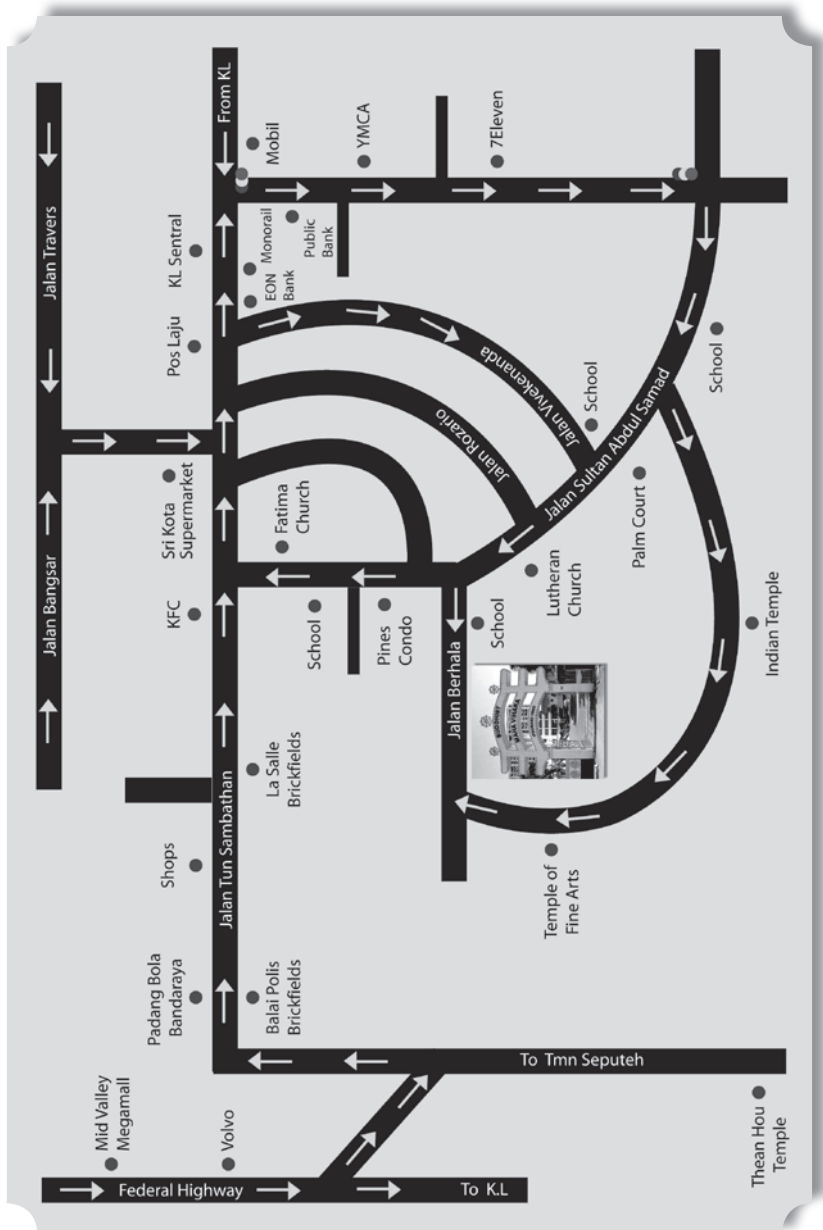 Mid Valley
Megamall
Volvo
Federal Highway
To K.L
To Tmn Seputeh
Thean Hou
Temple
Padang Bola
Bandaraya
Balai Polis
Brickfields
Shops
Jalan Tun Sambathan
La Salle
Brickfields
Temple of
Fine Arts
Jalan Bangsar
Jalan Travers
KFC
Sri Kota
Supermarket
Pos Laju
KL Sentral
From KL
Mobil
YMCA
7Eleven
Monorail
EON
Bank
Public
Bank
Fatima
Church
School
Pines
Condo
Jalan Berhala
BUDDHIST
MAHA VIHARA
School
Lutheran
Church
Jalan Rozario
Jalan Vivekenanda
School
Jalan Sultan Abdul Samad
Palm Court
School
Indian Temple